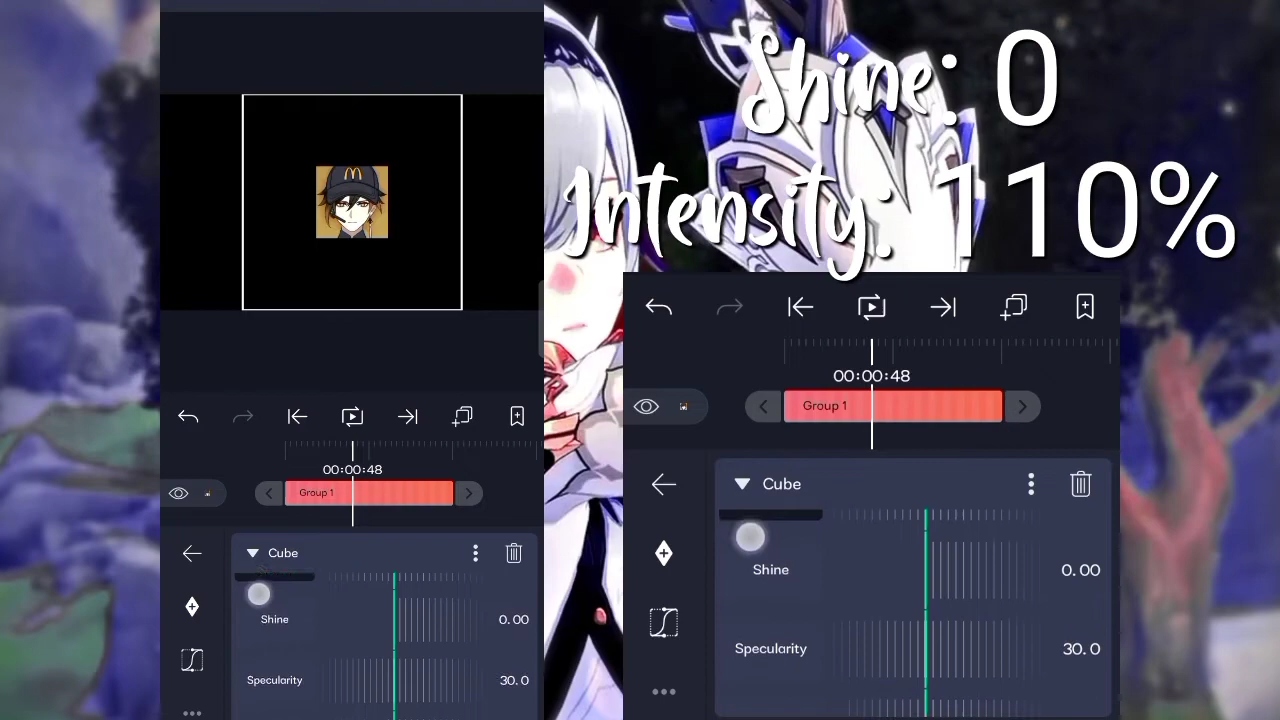 Shine: 0
Intensity: 110%
00:00:48
Group 1
Cube
Shine
0.00
Specularity
30.0
00:00:48
Group 1
Cube
Shine
0.00
Specularity
30.0